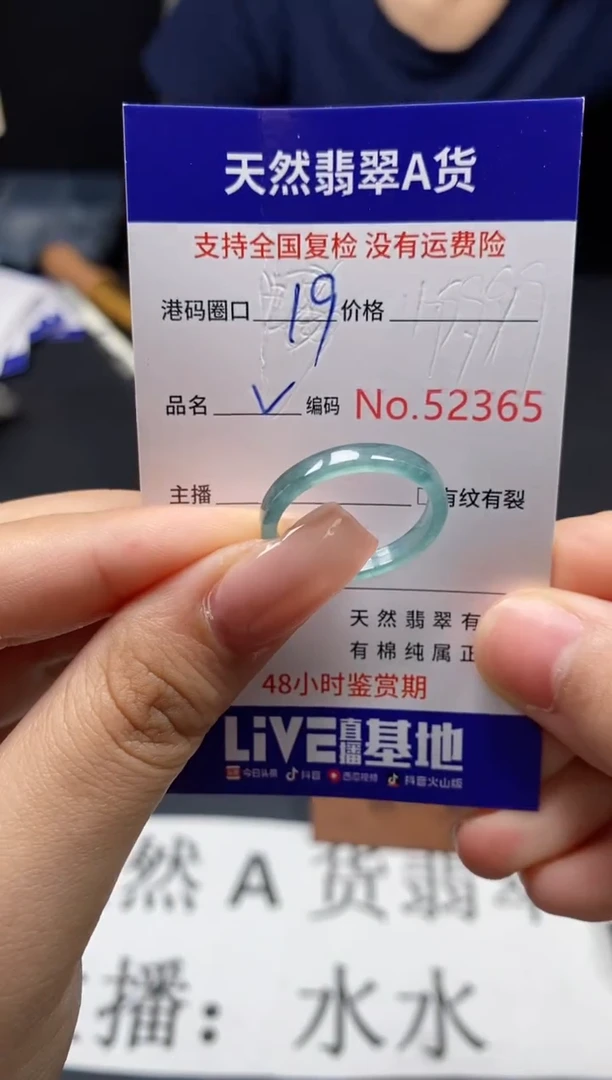 天然翡翠A货
支持全国复检 没有运费险
港码圈口 19 价格
品名 ✓ 编码 No.52365
主播 □有纹有裂
天然翡翠有
有棉纯属正
48小时鉴赏期
LiVE直播基地
今日头条 抖音 西瓜视频 抖音火山版
然A货翡翠
播：水水